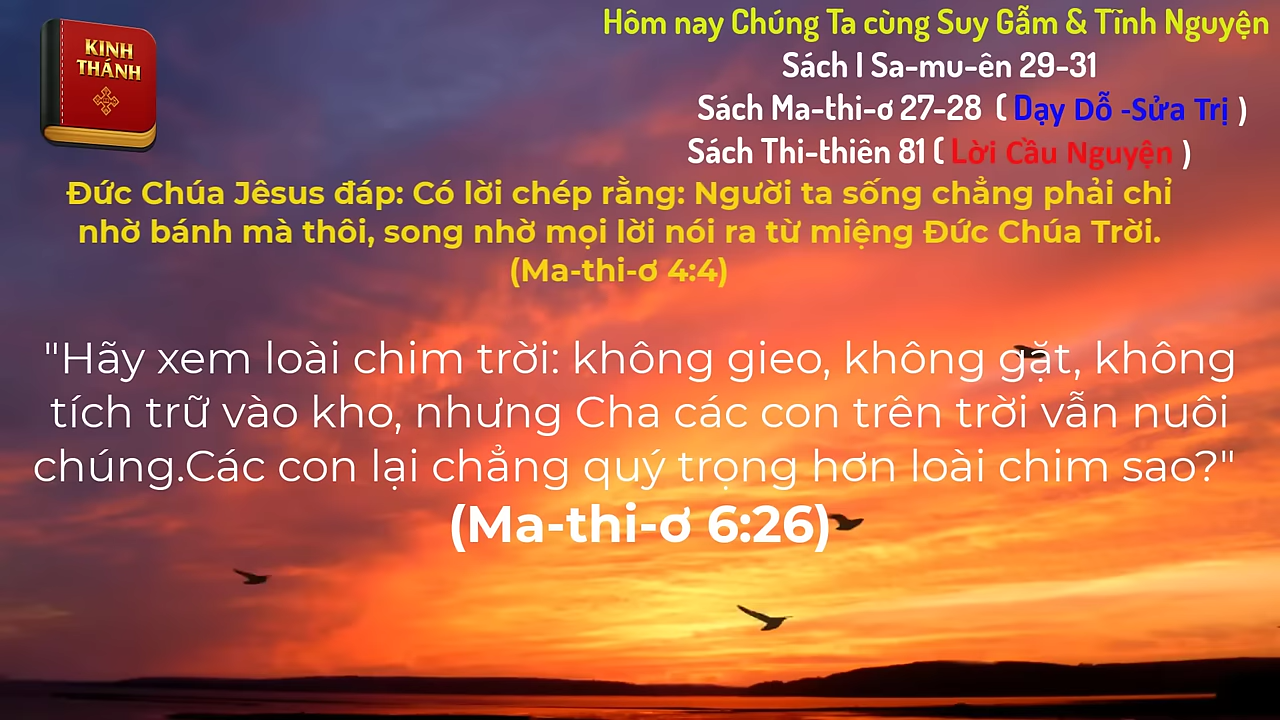 KINH
THÁNH
Hôm nay Chúng Ta cùng Suy Gẫm & Tĩnh Nguyện
Sách I Sa-mu-ên 29-31
Sách Ma-thi-ơ 27-28 ( Dạy Dỗ -Sửa Trị )
Sách Thi-thiên 81 ( Lời Cầu Nguyện )
Đức Chúa Jêsus đáp: Có lời chép rằng: Người ta sống chẳng phải chỉ
nhờ bánh mà thôi, song nhờ mọi lời nói ra từ miệng Đức Chúa Trời.
(Ma-thi-ơ 4:4)
"Hãy xem loài chim trời: không gieo, không gặt, không
tích trữ vào kho, nhưng Cha các con trên trời vẫn nuôi
chúng.Các con lại chẳng quý trọng hơn loài chim sao?"
(Ma-thi-ơ 6:26)